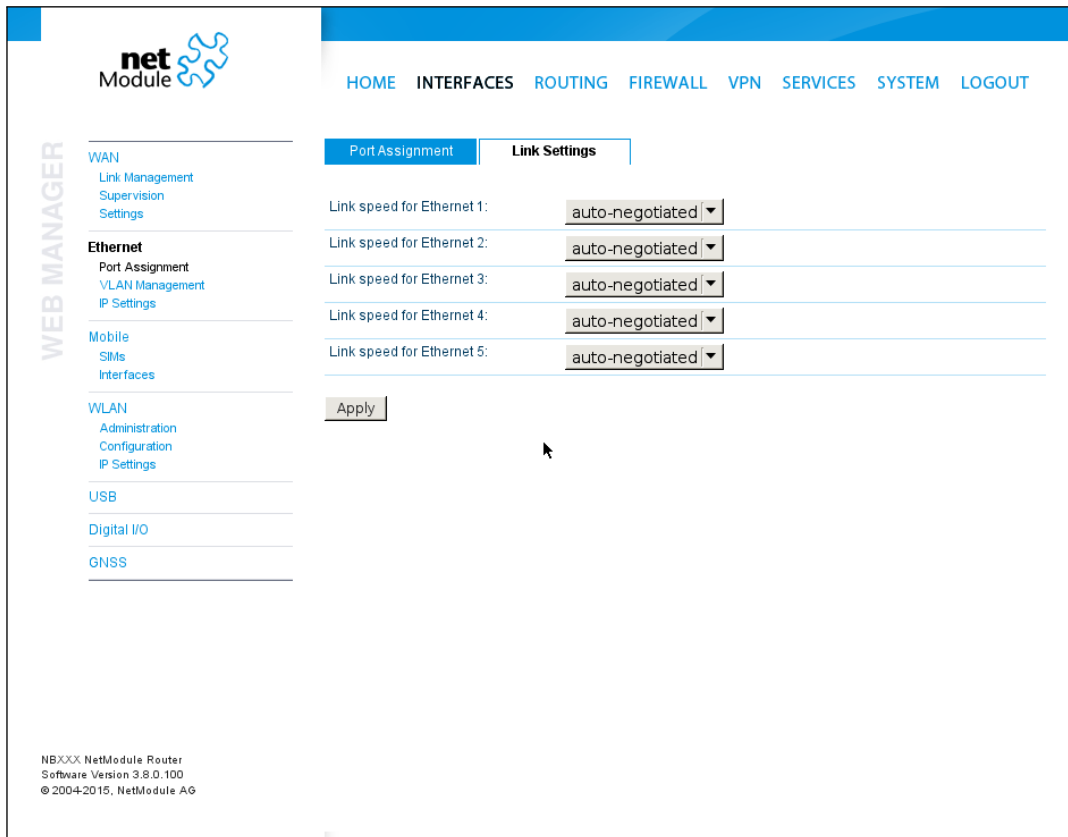 net
Module
HOME INTERFACES ROUTING FIREWALL VPN SERVICES SYSTEM LOGOUT
WEB MANAGER
WAN
Link Management
Supervision
Settings
Ethernet
Port Assignment
VLAN Management
IP Settings
Mobile
SIMs
Interfaces
WLAN
Administration
Configuration
IP Settings
USB
Digital I/O
GNSS
Port Assignment Link Settings
Link speed for Ethernet 1: auto-negotiated
Link speed for Ethernet 2: auto-negotiated
Link speed for Ethernet 3: auto-negotiated
Link speed for Ethernet 4: auto-negotiated
Link speed for Ethernet 5: auto-negotiated
Apply
NBXXX NetModule Router
Software Version 3.8.0.100
© 2004-2015, NetModule AG